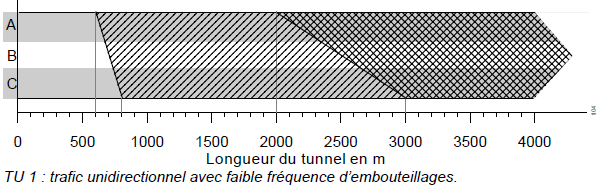 A
B
C
0 500 1000 1500 2000 2500 3000 3500 4000
Longueur du tunnel en m
TU 1 : trafic unidirectionnel avec faible fréquence d'embouteillages.